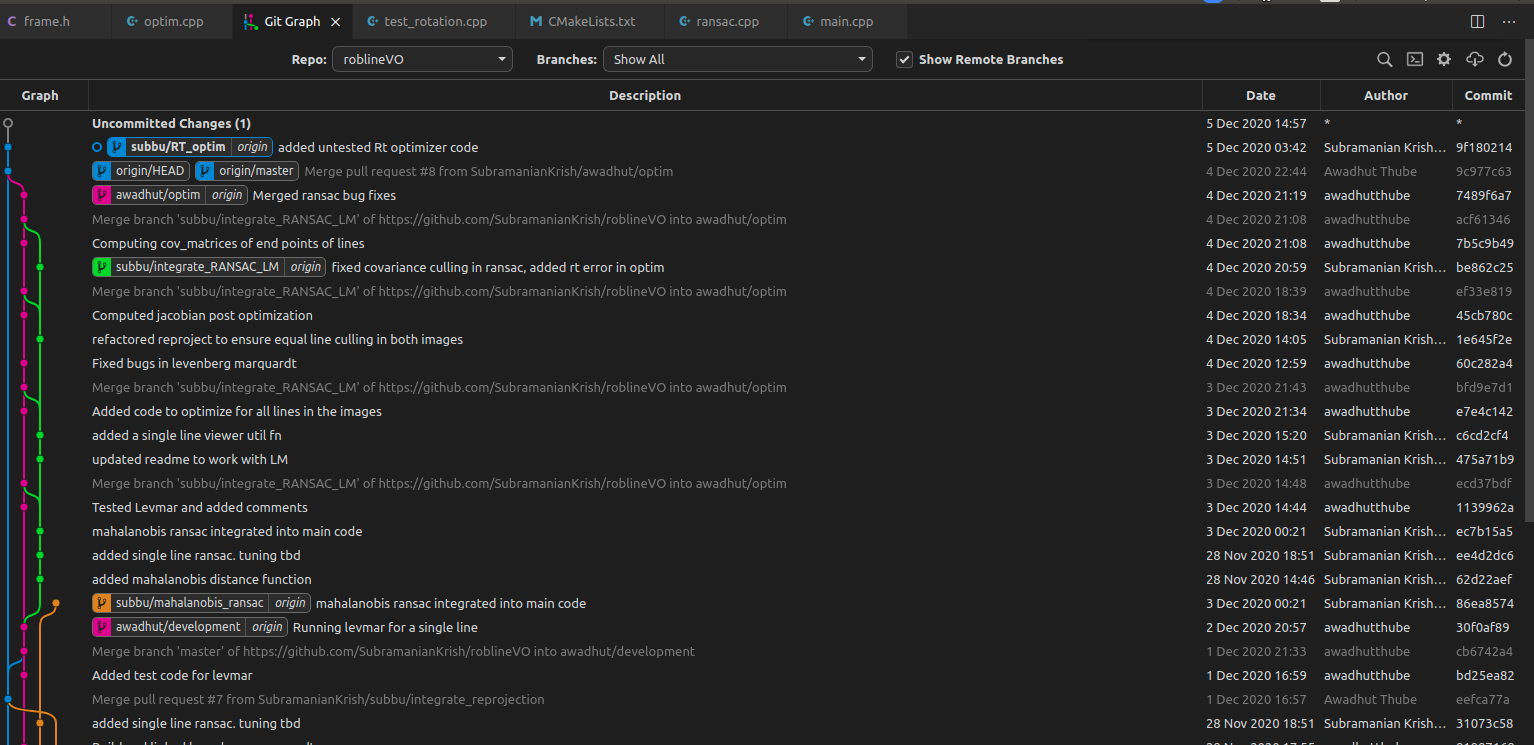 frame.h optim.cpp Git Graph test_rotation.cpp CMakeLists.txt ransac.cpp main.cpp
Repo: roblineVO Branches: Show All Show Remote Branches
Graph Description Date Author Commit
Uncommitted Changes (1) 5 Dec 2020 14:57 * *
subbu/RT_optim origin added untested Rt optimizer code 5 Dec 2020 03:42 Subramanian Krish... 9f180214
origin/HEAD origin/master Merge pull request #8 from SubramanianKrish/awadhut/optim 4 Dec 2020 22:44 Awadhut Thube 9c977c63
awadhut/optim origin Merged ransac bug fixes 4 Dec 2020 21:19 awadhutthube 7489f6a7
Merge branch 'subbu/integrate_RANSAC_LM' of https://github.com/SubramanianKrish/roblineVO into awadhut/optim 4 Dec 2020 21:08 awadhutthube acf61346
Computing cov_matrices of end points of lines 4 Dec 2020 21:08 awadhutthube 7b5c9b49
subbu/integrate_RANSAC_LM origin fixed covariance culling in ransac, added rt error in optim 4 Dec 2020 20:59 Subramanian Krish... be862c25
Merge branch 'subbu/integrate_RANSAC_LM' of https://github.com/SubramanianKrish/roblineVO into awadhut/optim 4 Dec 2020 18:39 awadhutthube ef33e819
Computed jacobian post optimization 4 Dec 2020 18:34 awadhutthube 45cb780c
refactored reproject to ensure equal line culling in both images 4 Dec 2020 14:05 Subramanian Krish... 1e645f2e
Fixed bugs in levenberg marquardt 4 Dec 2020 12:59 awadhutthube 60c282a4
Merge branch 'subbu/integrate_RANSAC_LM' of https://github.com/SubramanianKrish/roblineVO into awadhut/optim 3 Dec 2020 21:43 awadhutthube bfd9e7d1
Added code to optimize for all lines in the images 3 Dec 2020 21:34 awadhutthube e7e4c142
added a single line viewer util fn 3 Dec 2020 15:20 Subramanian Krish... c6cd2cf4
updated readme to work with LM 3 Dec 2020 14:51 Subramanian Krish... 475a71b9
Merge branch 'subbu/integrate_RANSAC_LM' of https://github.com/SubramanianKrish/roblineVO into awadhut/optim 3 Dec 2020 14:48 awadhutthube ecd37bdf
Tested Levmar and added comments 3 Dec 2020 14:44 awadhutthube 1139962a
mahalanobis ransac integrated into main code 3 Dec 2020 00:21 Subramanian Krish... ec7b15a5
added single line ransac. tuning tbd 28 Nov 2020 18:51 Subramanian Krish... ee4d2dc6
added mahalanobis distance function 28 Nov 2020 14:46 Subramanian Krish... 62d22aef
subbu/mahalanobis_ransac origin mahalanobis ransac integrated into main code 3 Dec 2020 00:21 Subramanian Krish... 86ea8574
awadhut/development origin Running levmar for a single line 2 Dec 2020 20:57 awadhutthube 30f0af89
Merge branch 'master' of https://github.com/SubramanianKrish/roblineVO into awadhut/development 1 Dec 2020 21:33 awadhutthube cb6742a4
Added test code for levmar 1 Dec 2020 16:59 awadhutthube bd25ea82
Merge pull request #7 from SubramanianKrish/subbu/integrate_reprojection 1 Dec 2020 16:57 Awadhut Thube eefca77a
added single line ransac. tuning tbd 28 Nov 2020 18:51 Subramanian Krish... 31073c58